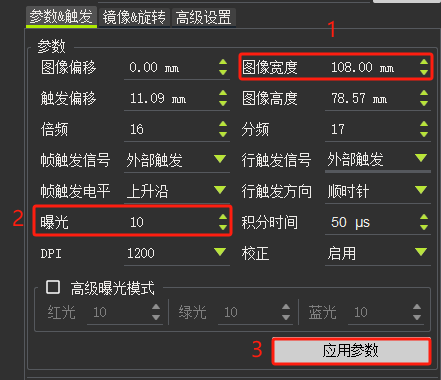 参数&触发 镜像&旋转 高级设置
1
参数
图像偏移 0.00 mm 图像宽度 108.00 mm
触发偏移 11.09 mm 图像高度 78.57 mm
倍频 16 分频 17
帧触发信号 外部触发 行触发信号 外部触发
帧触发电平 上升沿 行触发方向 顺时针
2 曝光 10 积分时间 50 μs
DPI 1200 校正 启用
高级曝光模式
红光 10 绿光 10 蓝光 10
3 应用参数